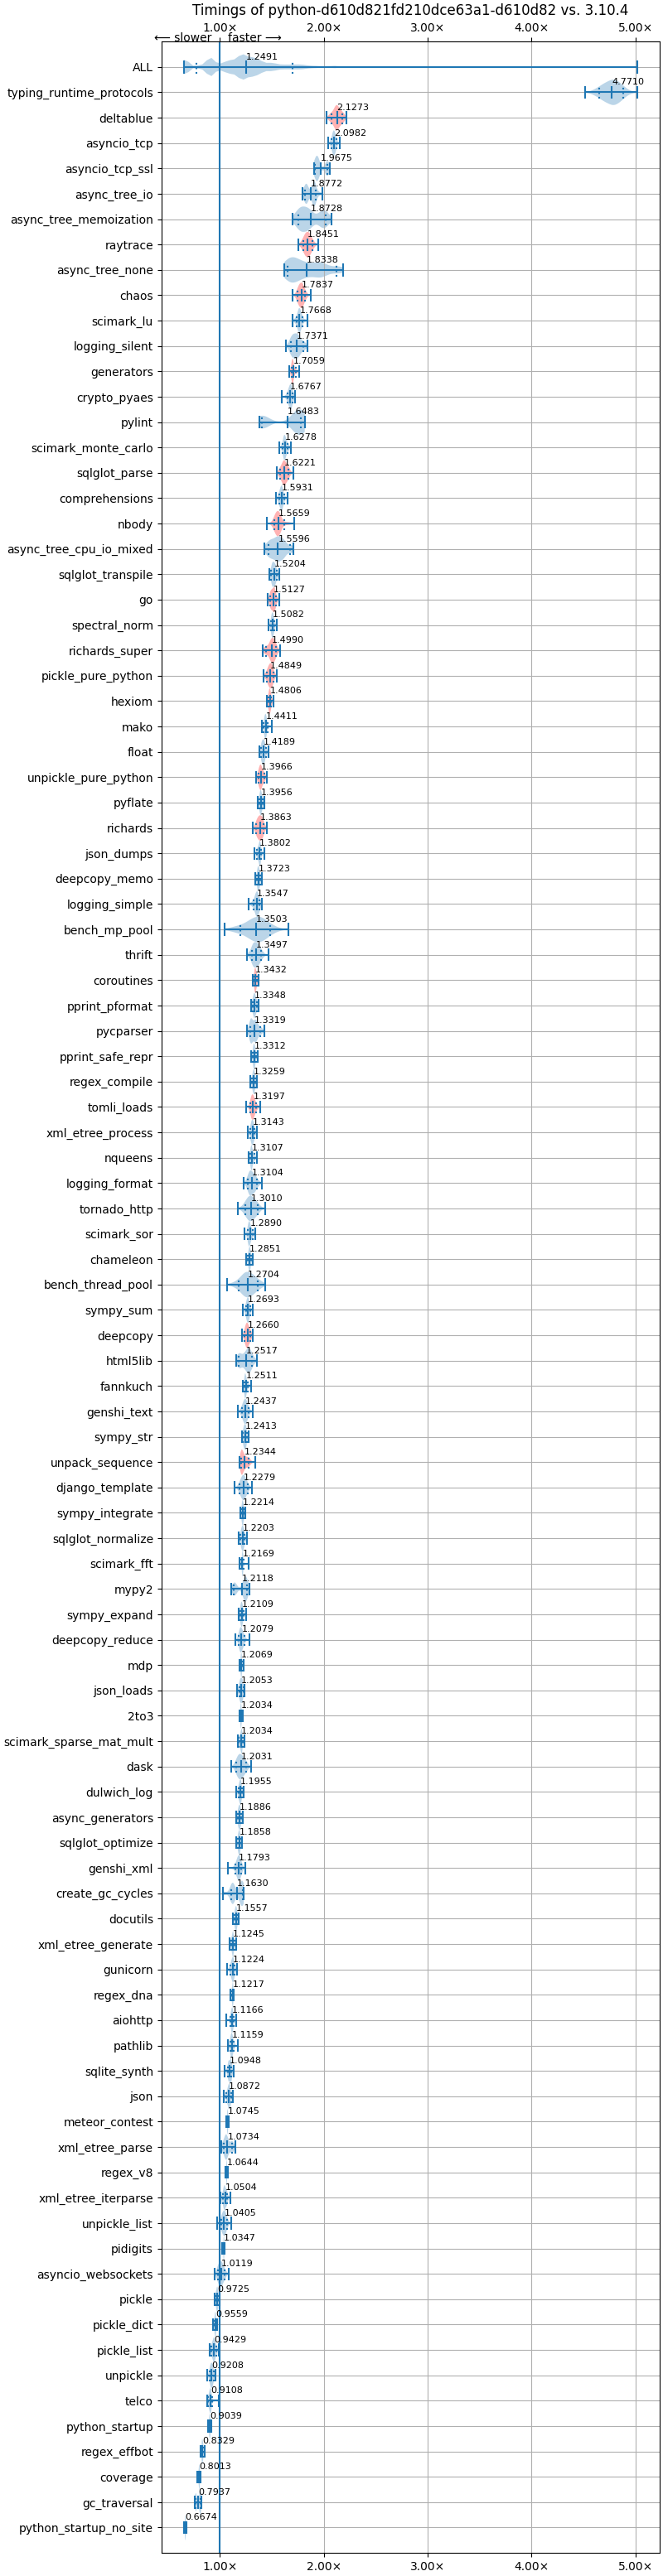 Timings of python-d610d821fd210dce63a1-d610d82 vs. 3.10.4
1.00× 2.00× 3.00× 4.00× 5.00×
⟵ slower faster ⟶
ALL 1.2491
typing_runtime_protocols 4.7710
deltablue 2.1273
asyncio_tcp 2.0982
asyncio_tcp_ssl 1.9675
async_tree_io 1.8772
async_tree_memoization 1.8728
raytrace 1.8451
async_tree_none 1.8338
chaos 1.7837
scimark_lu 1.7668
logging_silent 1.7371
generators 1.7059
crypto_pyaes 1.6767
pylint 1.6483
scimark_monte_carlo 1.6278
sqlglot_parse 1.6221
comprehensions 1.5931
nbody 1.5659
async_tree_cpu_io_mixed 1.5596
sqlglot_transpile 1.5204
go 1.5127
spectral_norm 1.5082
richards_super 1.4990
pickle_pure_python 1.4849
hexiom 1.4806
mako 1.4411
float 1.4189
unpickle_pure_python 1.3966
pyflate 1.3956
richards 1.3863
json_dumps 1.3802
deepcopy_memo 1.3723
logging_simple 1.3547
bench_mp_pool 1.3503
thrift 1.3497
coroutines 1.3432
pprint_pformat 1.3348
pycparser 1.3319
pprint_safe_repr 1.3312
regex_compile 1.3259
tomli_loads 1.3197
xml_etree_process 1.3143
nqueens 1.3107
logging_format 1.3104
tornado_http 1.3010
scimark_sor 1.2890
chameleon 1.2851
bench_thread_pool 1.2704
sympy_sum 1.2693
deepcopy 1.2660
html5lib 1.2517
fannkuch 1.2511
genshi_text 1.2437
sympy_str 1.2413
unpack_sequence 1.2344
django_template 1.2279
sympy_integrate 1.2214
sqlglot_normalize 1.2203
scimark_fft 1.2169
mypy2 1.2118
sympy_expand 1.2109
deepcopy_reduce 1.2079
mdp 1.2069
json_loads 1.2053
2to3 1.2034
scimark_sparse_mat_mult 1.2034
dask 1.2031
dulwich_log 1.1955
async_generators 1.1886
sqlglot_optimize 1.1858
genshi_xml 1.1793
create_gc_cycles 1.1630
docutils 1.1557
xml_etree_generate 1.1245
gunicorn 1.1224
regex_dna 1.1217
aiohttp 1.1166
pathlib 1.1159
sqlite_synth 1.0948
json 1.0872
meteor_contest 1.0745
xml_etree_parse 1.0734
regex_v8 1.0644
xml_etree_iterparse 1.0504
unpickle_list 1.0405
pidigits 1.0347
asyncio_websockets 1.0119
pickle 0.9725
pickle_dict 0.9559
pickle_list 0.9429
unpickle 0.9208
telco 0.9108
python_startup 0.9039
regex_effbot 0.8329
coverage 0.8013
gc_traversal 0.7937
python_startup_no_site 0.6674
1.00× 2.00× 3.00× 4.00× 5.00×